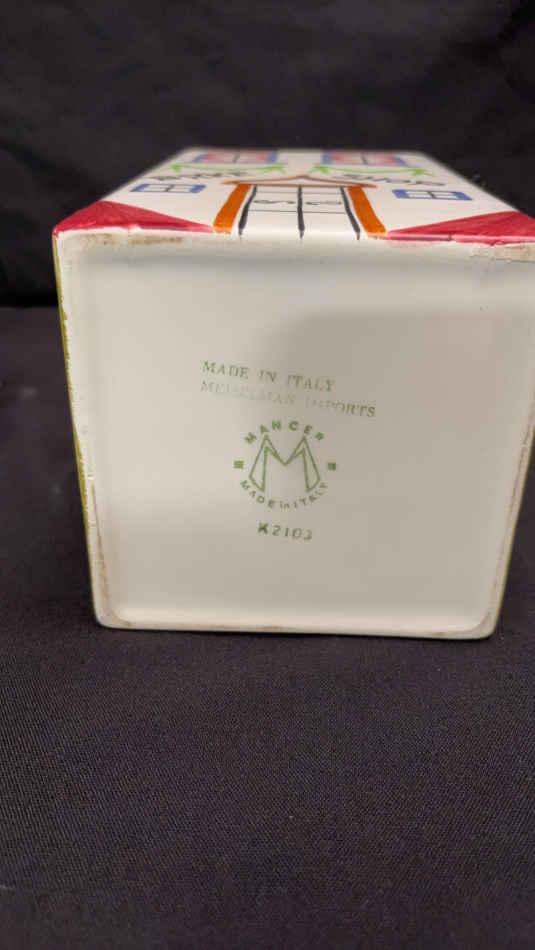 MADE IN ITALY
MEISELMAN IMPORTS
MANCER
M
MADE in ITALY
K2103